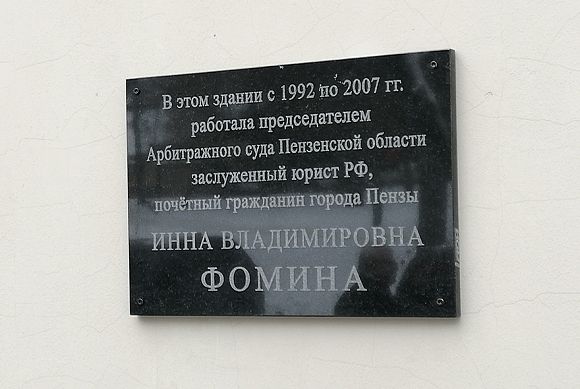 В этом здании с 1992 по 2007 гг.
работала председателем
Арбитражного суда Пензенской области
заслуженный юрист РФ,
почётный гражданин города Пензы
ИННА ВЛАДИМИРОВНА
ФОМИНА